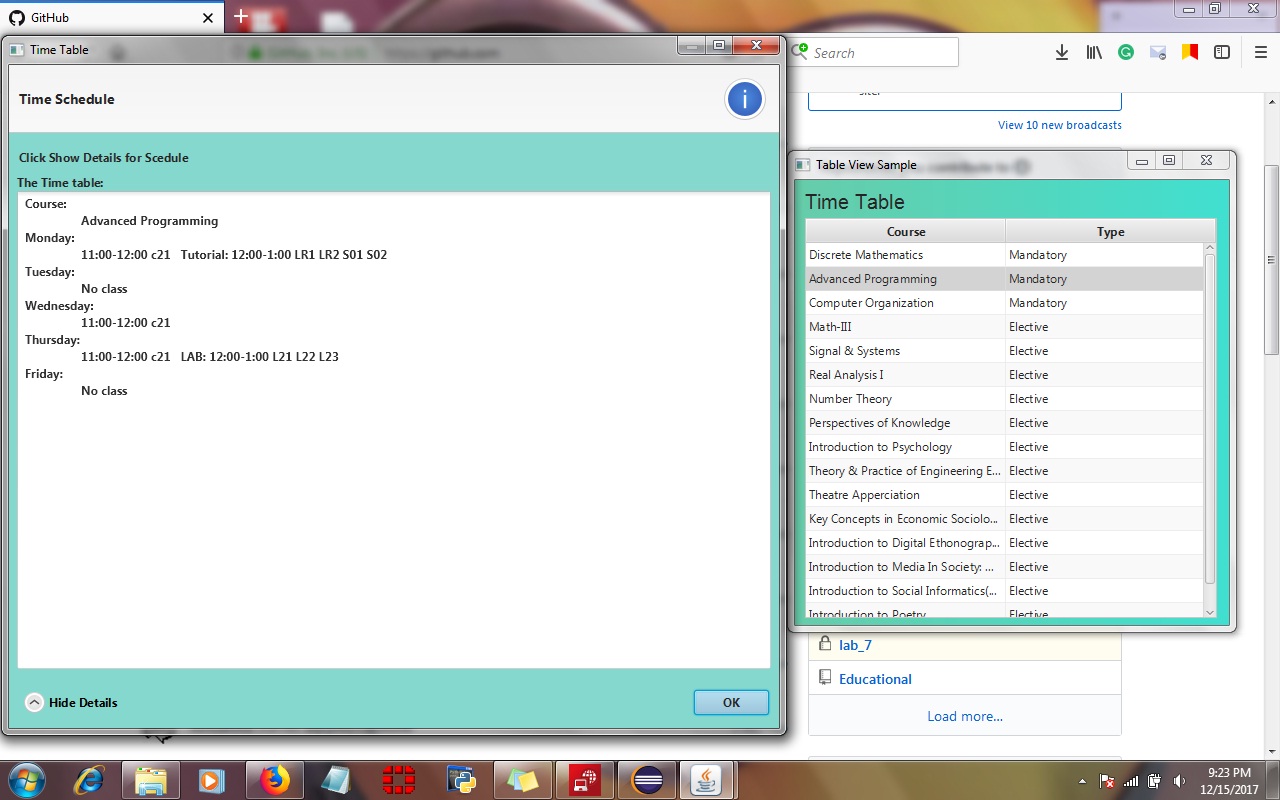 GitHub
Time Table
Search
Time Schedule
View 10 new broadcasts
Click Show Details for Scedule
The Time table:
Course:
Advanced Programming
Monday:
11:00-12:00 c21 Tutorial: 12:00-1:00 LR1 LR2 S01 S02
Tuesday:
No class
Wednesday:
11:00-12:00 c21
Thursday:
11:00-12:00 c21 LAB: 12:00-1:00 L21 L22 L23
Friday:
No class
Hide Details
OK
Table View Sample
Time Table
Course Type
Discrete Mathematics Mandatory
Advanced Programming Mandatory
Computer Organization Mandatory
Math-III Elective
Signal & Systems Elective
Real Analysis I Elective
Number Theory Elective
Perspectives of Knowledge Elective
Introduction to Psychology Elective
Theory & Practice of Engineering E... Elective
Theatre Apperciation Elective
Key Concepts in Economic Sociolo... Elective
Introduction to Digital Ethonograp... Elective
Introduction to Media In Society: ... Elective
Introduction to Social Informatics(... Elective
Introduction to Poetry Elective
lab_7
Educational
Load more...
9:23 PM
12/15/2017